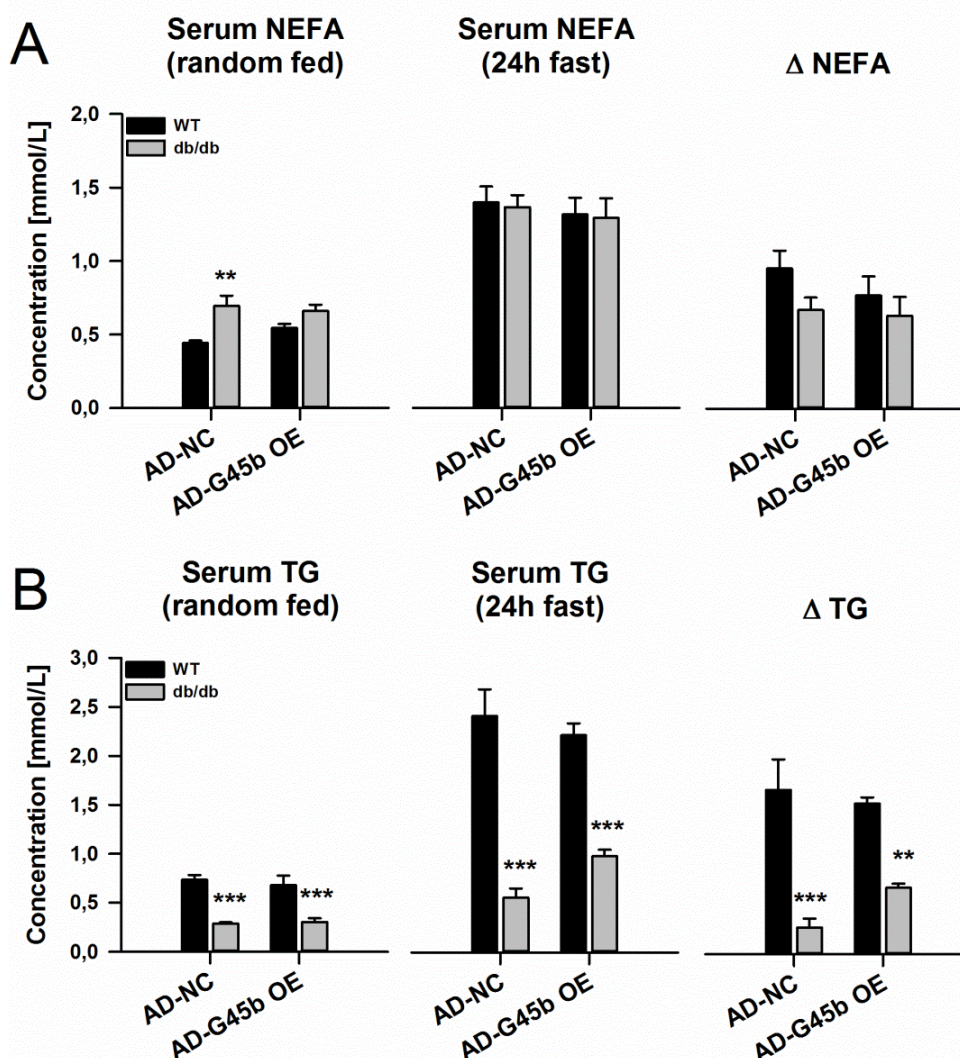 A
Serum NEFA
(random fed)
Serum NEFA
(24h fast)
Δ NEFA
Concentration [mmol/L]
2,0
1,5
1,0
0,5
0,0
WT
db/db
**
AD-NC
AD-G45b OE
AD-NC
AD-G45b OE
AD-NC
AD-G45b OE
B
Serum TG
(random fed)
Serum TG
(24h fast)
Δ TG
Concentration [mmol/L]
3,0
2,5
2,0
1,5
1,0
0,5
0,0
WT
db/db
***
***
***
***
***
**
AD-NC
AD-G45b OE
AD-NC
AD-G45b OE
AD-NC
AD-G45b OE